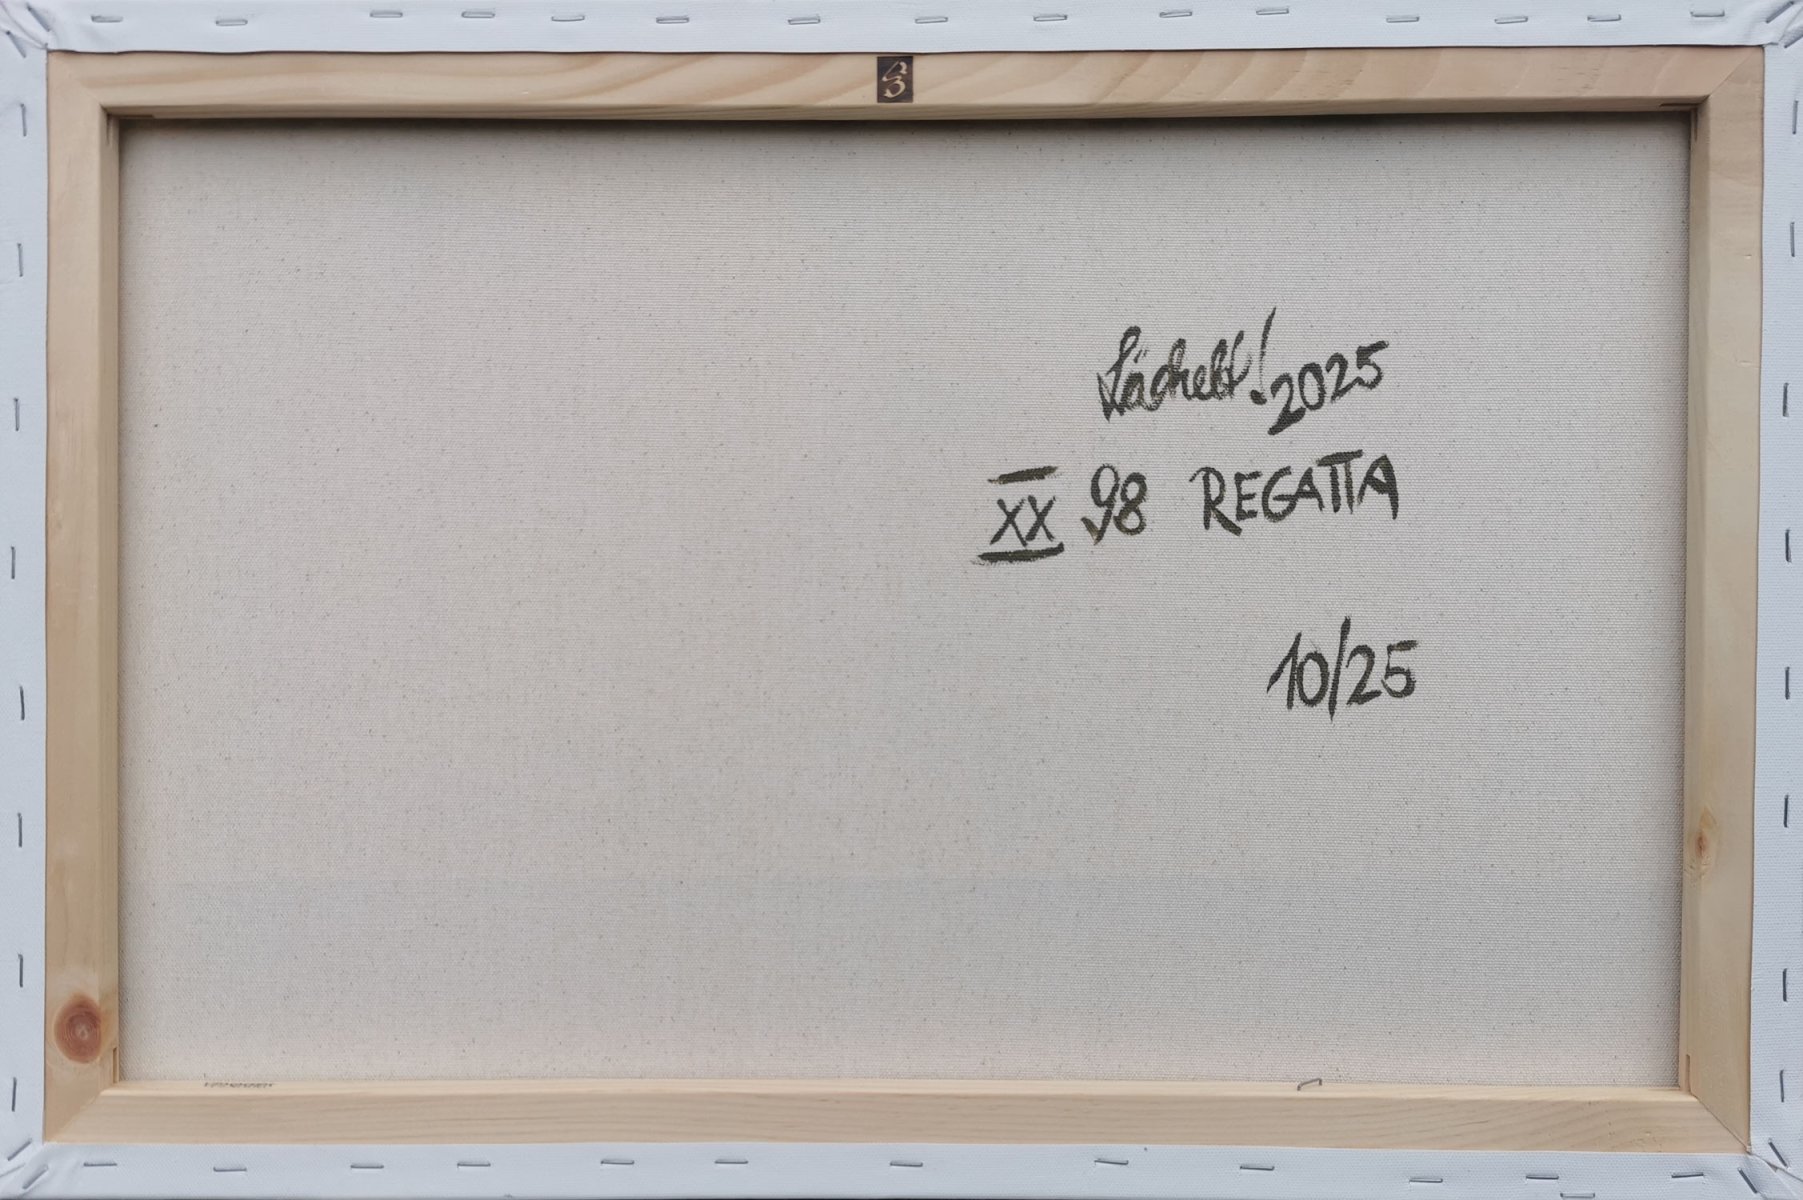 Lächelt! 2025
XX 98 REGATTA
10/25